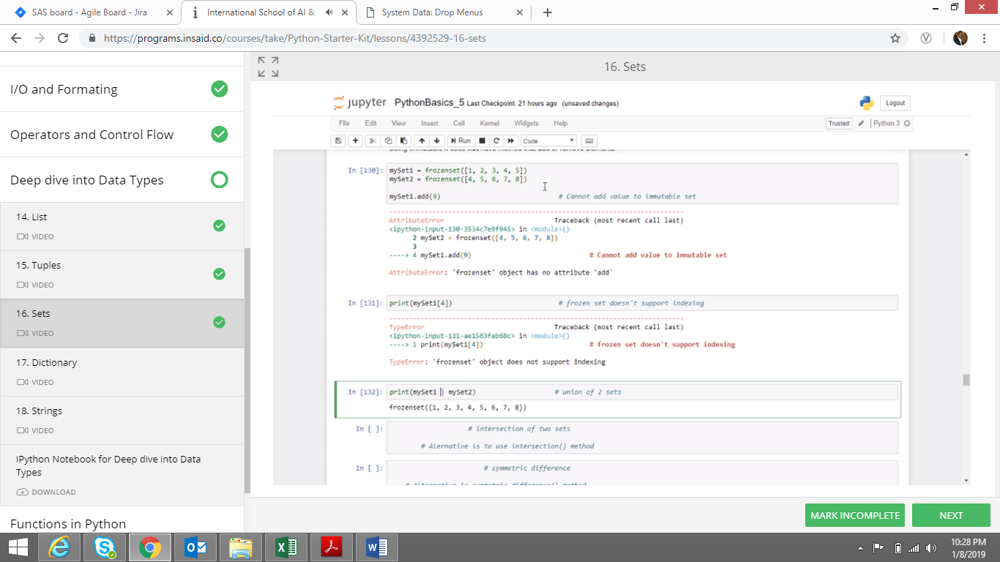 SAS board - Agile Board - Jira
International School of AI &
System Data: Drop Menus
https://programs.insaid.co/courses/take/Python-Starter-Kit/lessons/4392529-16-sets
I/O and Formating
Operators and Control Flow
Deep dive into Data Types
14. List
VIDEO
15. Tuples
VIDEO
16. Sets
VIDEO
17. Dictionary
VIDEO
18. Strings
VIDEO
IPython Notebook for Deep dive into Data
Types
DOWNLOAD
Functions in Python
16. Sets
jupyter PythonBasics_5 Last Checkpoint: 21 hours ago (unsaved changes)
Logout
File Edit View Insert Cell Kernel Widgets Help
Trusted Python 3
Run Code
In [130]: mySet1 = frozenset([1, 2, 3, 4, 5])
mySet2 = frozenset([4, 5, 6, 7, 8])
mySet1.add(9) # Cannot add value to immutable set
AttributeError Traceback (most recent call last)
<ipython-input-130-3534c7e9f945> in <module>()
2 mySet2 = frozenset([4, 5, 6, 7, 8])
3
----> 4 mySet1.add(9) # Cannot add value to immutable set
AttributeError: 'frozenset' object has no attribute 'add'
In [131]: print(mySet1[4]) # frozen set doesn't support indexing
TypeError Traceback (most recent call last)
<ipython-input-131-ae1563fab68c> in <module>()
----> 1 print(mySet1[4]) # frozen set doesn't support indexing
TypeError: 'frozenset' object does not support indexing
In [132]: print(mySet1 | mySet2) # union of 2 sets
frozenset({1, 2, 3, 4, 5, 6, 7, 8})
In [ ]: # intersection of two sets
# Alernative is to use intersection() method
In [ ]: # symmetric difference
MARK INCOMPLETE
NEXT
10:28 PM
1/8/2019